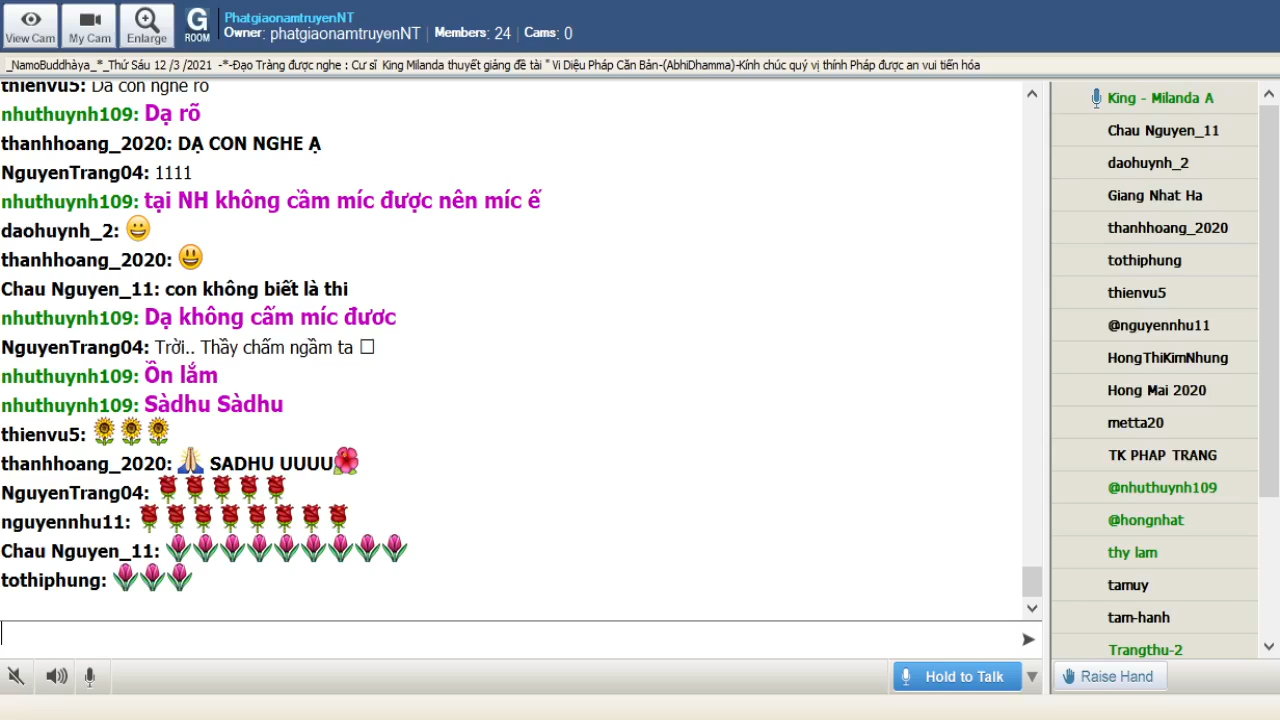 View Cam
My Cam
Enlarge
G
ROOM
PhatgiaonamtruyenNT
Owner: phatgiaonamtruyenNT | Members: 24 | Cams: 0
_NamoBuddhàya_*_Thứ Sáu 12 /3 /2021 -*-Đạo Tràng được nghe : Cư sĩ King Milanda thuyết giảng đề tài " Vi Diệu Pháp Căn Bản-(AbhiDhamma)-Kính chúc quý vị thính Pháp được an vui tiến hóa
thienvu5: Dạ con nghe rõ
nhuthuynh109: Dạ rõ
thanhhoang_2020: DẠ CON NGHE Ạ
NguyenTrang04: 1111
nhuthuynh109: tại NH không cầm míc được nên míc ế
daohuynh_2: 😀
thanhhoang_2020: 😃
Chau Nguyen_11: con không biết là thi
nhuthuynh109: Dạ không cấm míc đươc
NguyenTrang04: Trời.. Thầy chấm ngầm ta □
nhuthuynh109: Ồn lắm
nhuthuynh109: Sàdhu Sàdhu
thienvu5: 🌻🌻🌻
thanhhoang_2020: 🙏 SADHU UUUU🌺
NguyenTrang04: 🌹🌹🌹🌹🌹
nguyennhu11: 🌹🌹🌹🌹🌹🌹🌹🌹
Chau Nguyen_11: 🌷🌷🌷🌷🌷🌷🌷🌷🌷
tothiphung: 🌷🌷🌷
Hold to Talk
King - Milanda A
Chau Nguyen_11
daohuynh_2
Giang Nhat Ha
thanhhoang_2020
tothiphung
thienvu5
@nguyennhu11
HongThiKimNhung
Hong Mai 2020
metta20
TK PHAP TRANG
@nhuthuynh109
@hongnhat
thy lam
tamuy
tam-hanh
Trangthu-2
Raise Hand